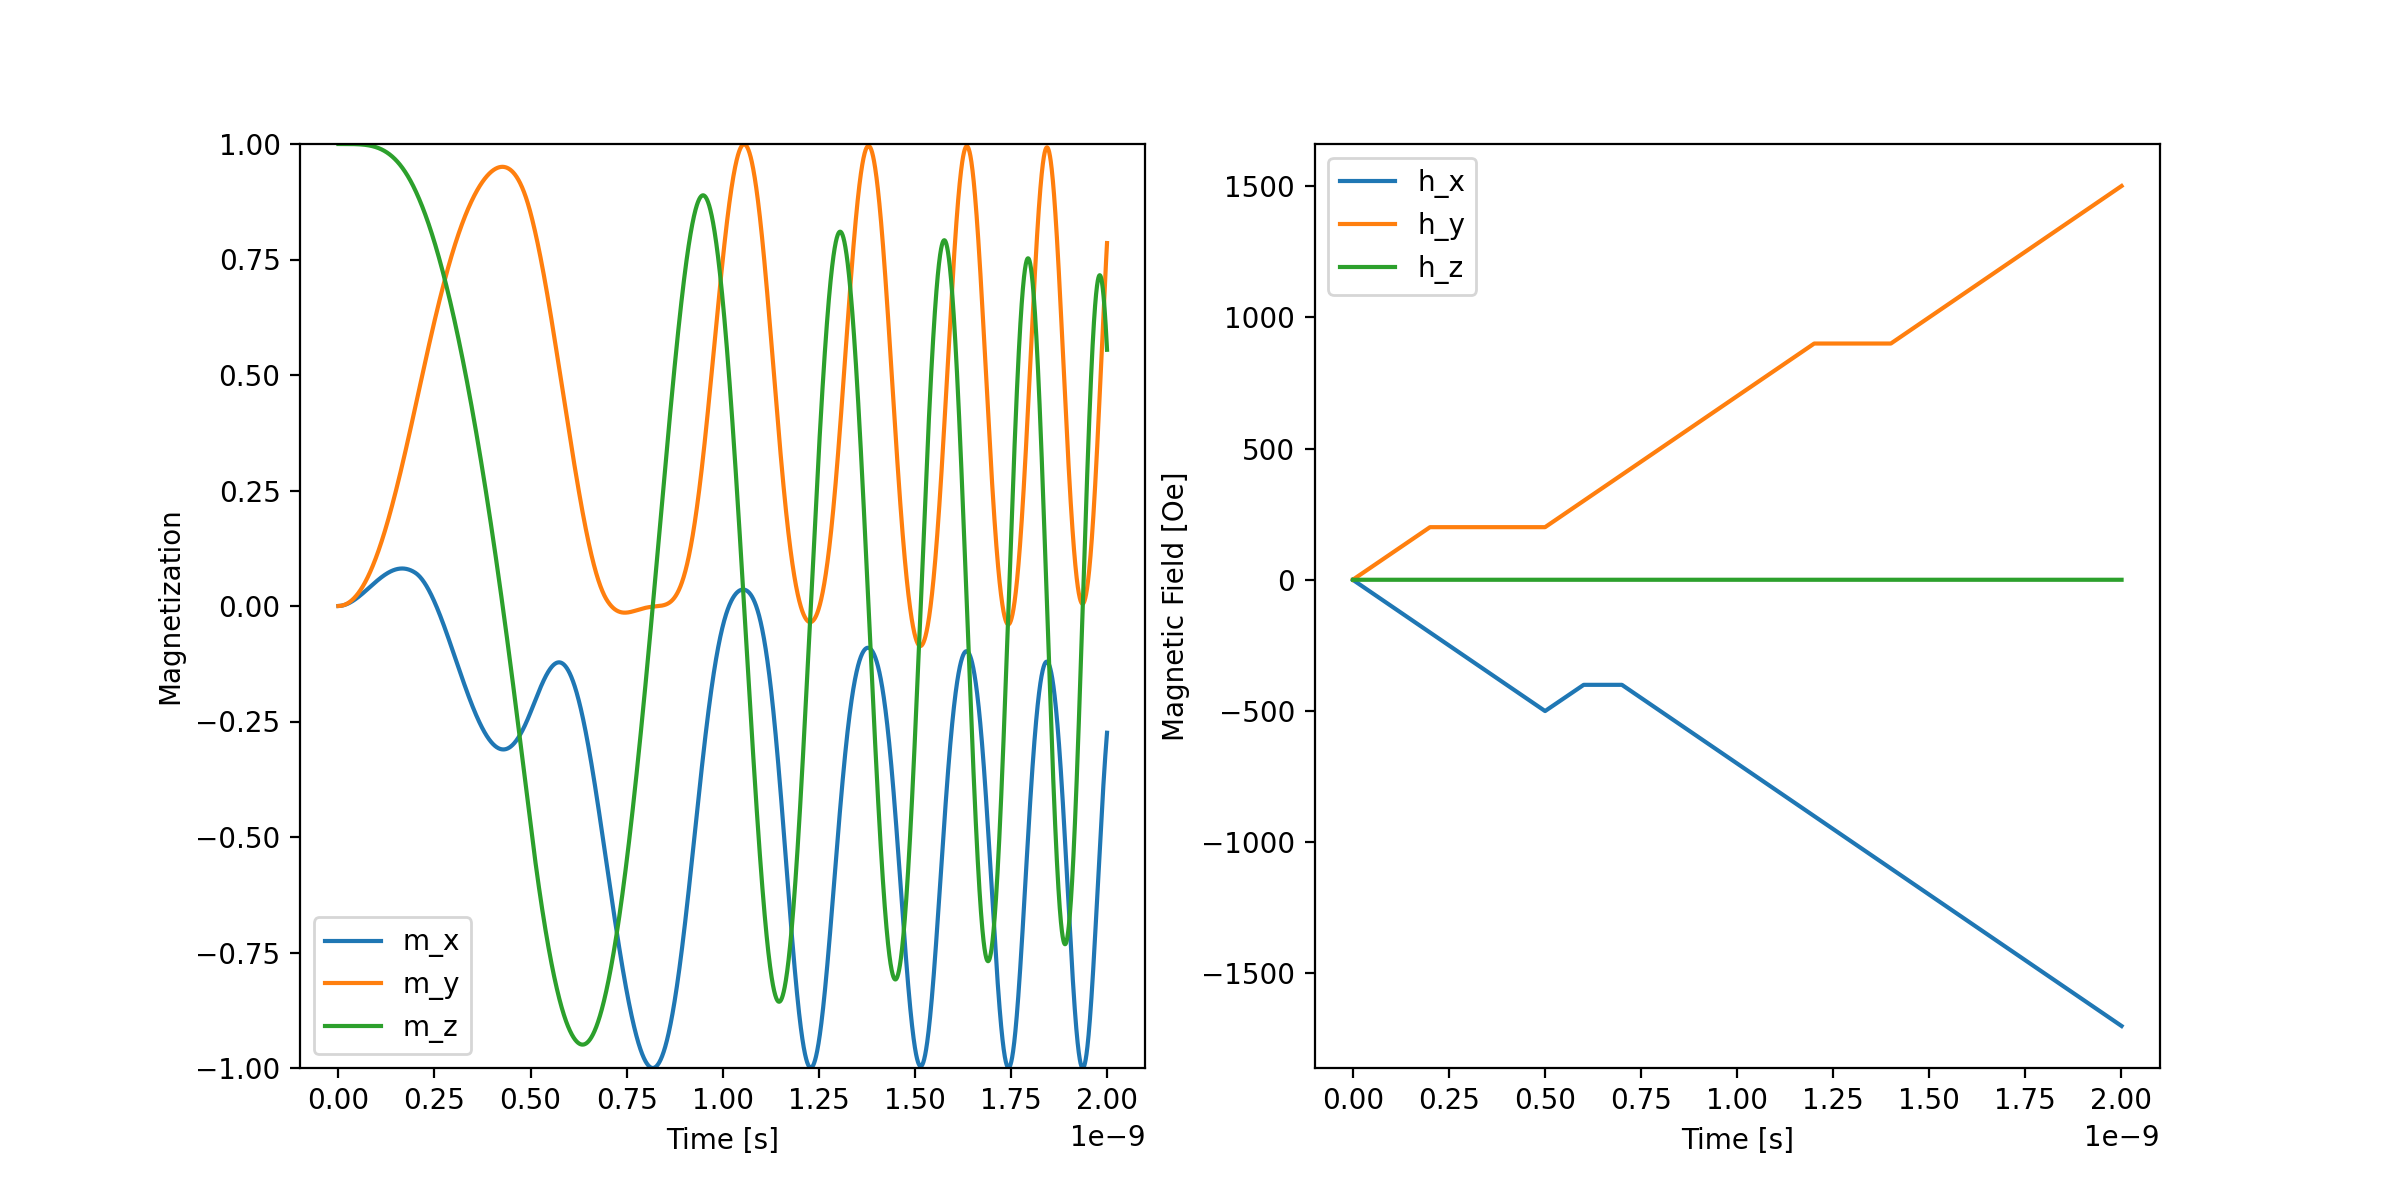 1.00
0.75
0.50
0.25
0.00
−0.25
−0.50
−0.75
−1.00
Magnetization
m_x
m_y
m_z
0.00 0.25 0.50 0.75 1.00 1.25 1.50 1.75 2.00
Time [s]
1e−9
1500
1000
500
0
−500
−1000
−1500
Magnetic Field [Oe]
h_x
h_y
h_z
0.00 0.25 0.50 0.75 1.00 1.25 1.50 1.75 2.00
Time [s]
1e−9